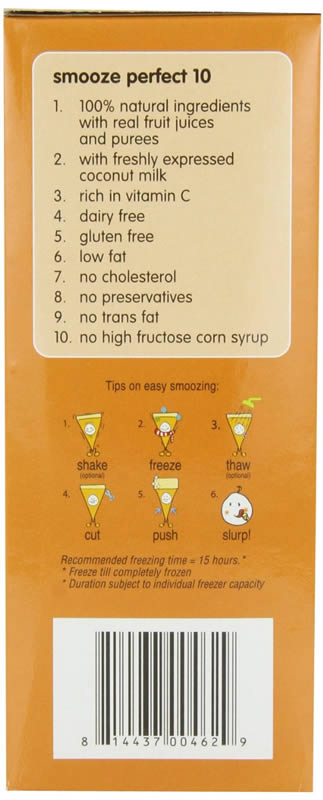 smooze perfect 10
1. 100% natural ingredients
with real fruit juices
and purees
2. with freshly expressed
coconut milk
3. rich in vitamin C
4. dairy free
5. gluten free
6. low fat
7. no cholesterol
8. no preservatives
9. no trans fat
10. no high fructose corn syrup
Tips on easy smoozing:
1. 2. 3.
shake freeze thaw
(optional) (optional)
4. 5. 6.
cut push slurp!
Recommended freezing time = 15 hours. *
* Freeze till completely frozen
* Duration subject to individual freezer capacity
8 14437 00462 9